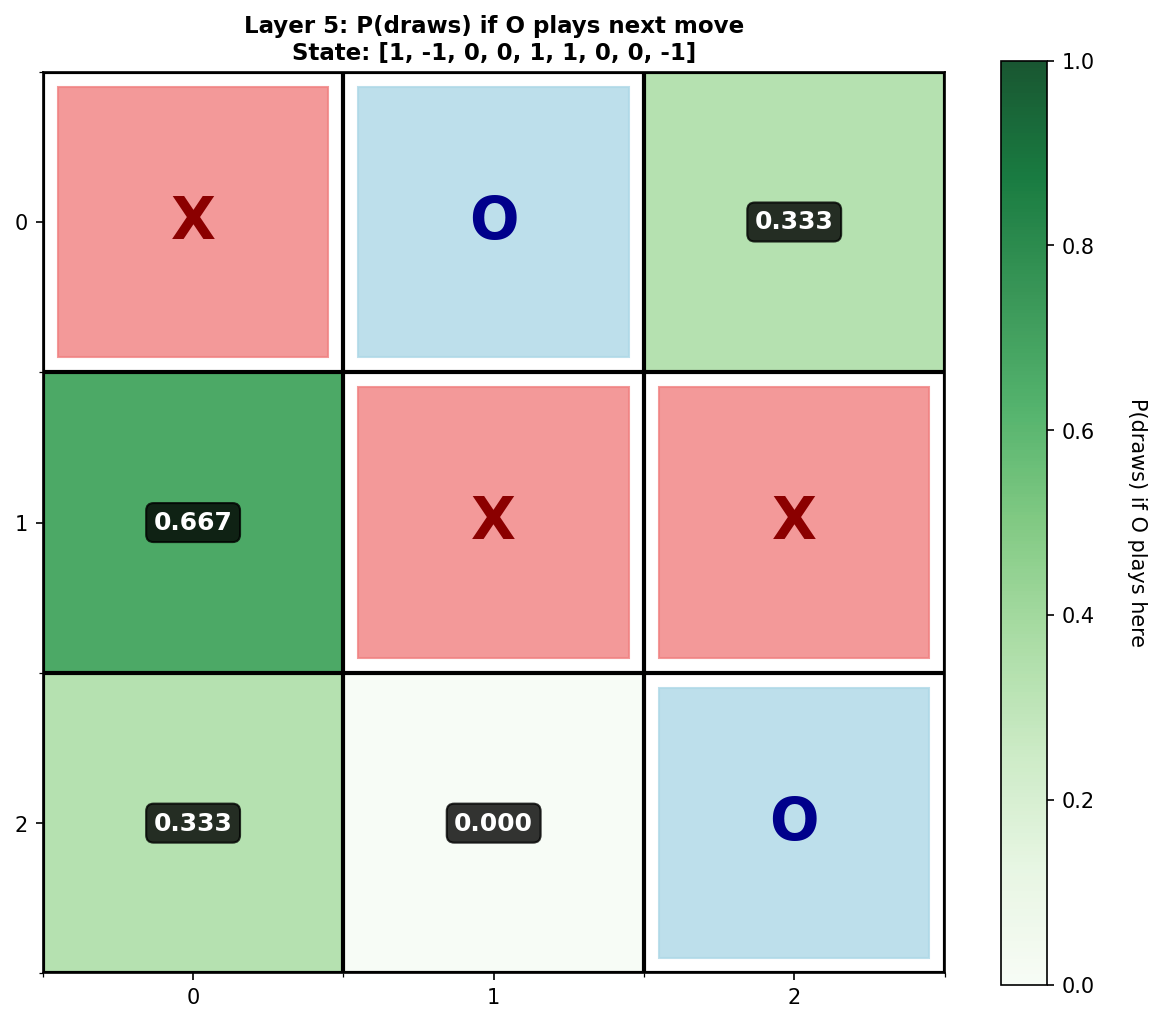 Layer 5: P(draws) if O plays next move
State: [1, -1, 0, 0, 1, 1, 0, 0, -1]
X
O
0.333
0.667
X
X
0.333
0.000
O
0
1
2
0
1
2
1.0
0.8
0.6
0.4
0.2
0.0
P(draws) if O plays here